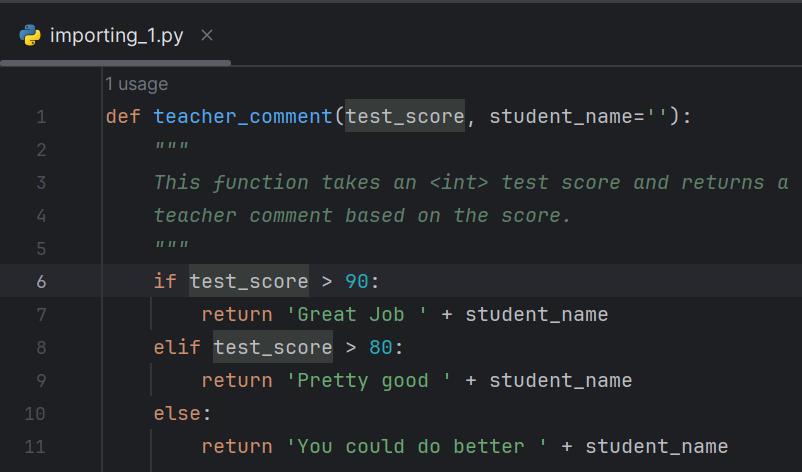 importing_1.py
1 usage
1 def teacher_comment(test_score, student_name=''):
2     """
3     This function takes an <int> test score and returns a
4     teacher comment based on the score.
5     """
6     if test_score > 90:
7         return 'Great Job ' + student_name
8     elif test_score > 80:
9         return 'Pretty good ' + student_name
10     else:
11         return 'You could do better ' + student_name